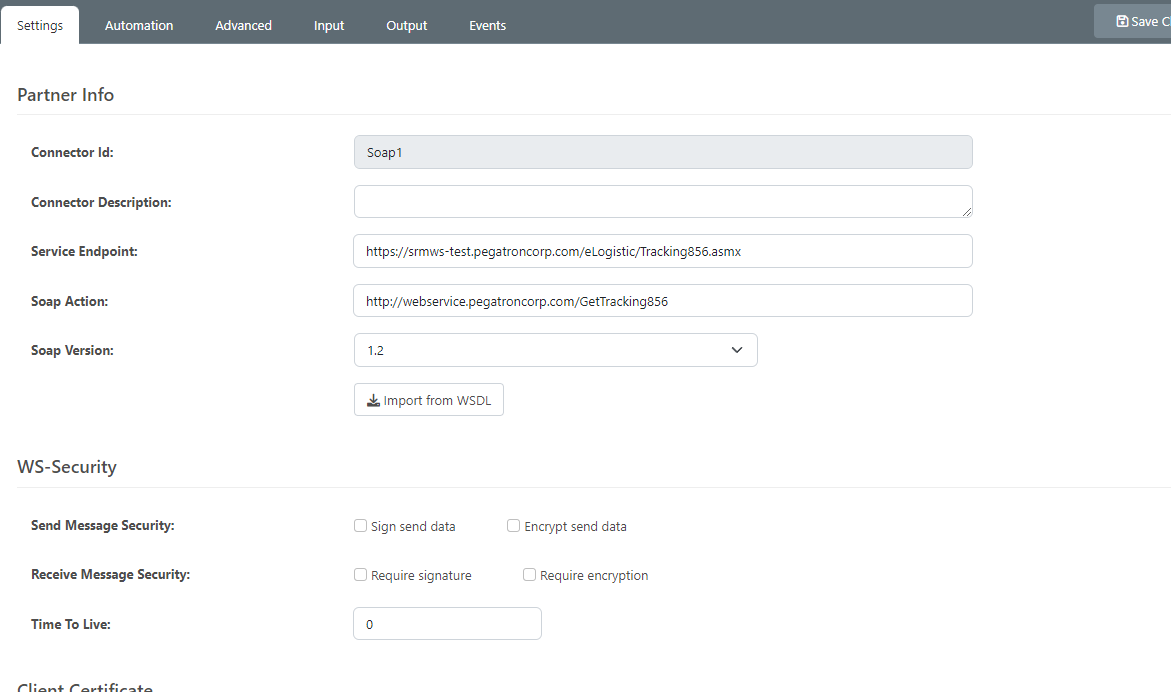 Settings Automation Advanced Input Output Events Save
Partner Info
Connector Id: Soap1
Connector Description:
Service Endpoint: https://srmws-test.pegatroncorp.com/eLogistic/Tracking856.asmx
Soap Action: http://webservice.pegatroncorp.com/GetTracking856
Soap Version: 1.2
Import from WSDL
WS-Security
Send Message Security: Sign send data Encrypt send data
Receive Message Security: Require signature Require encryption
Time To Live: 0
Client Certificate